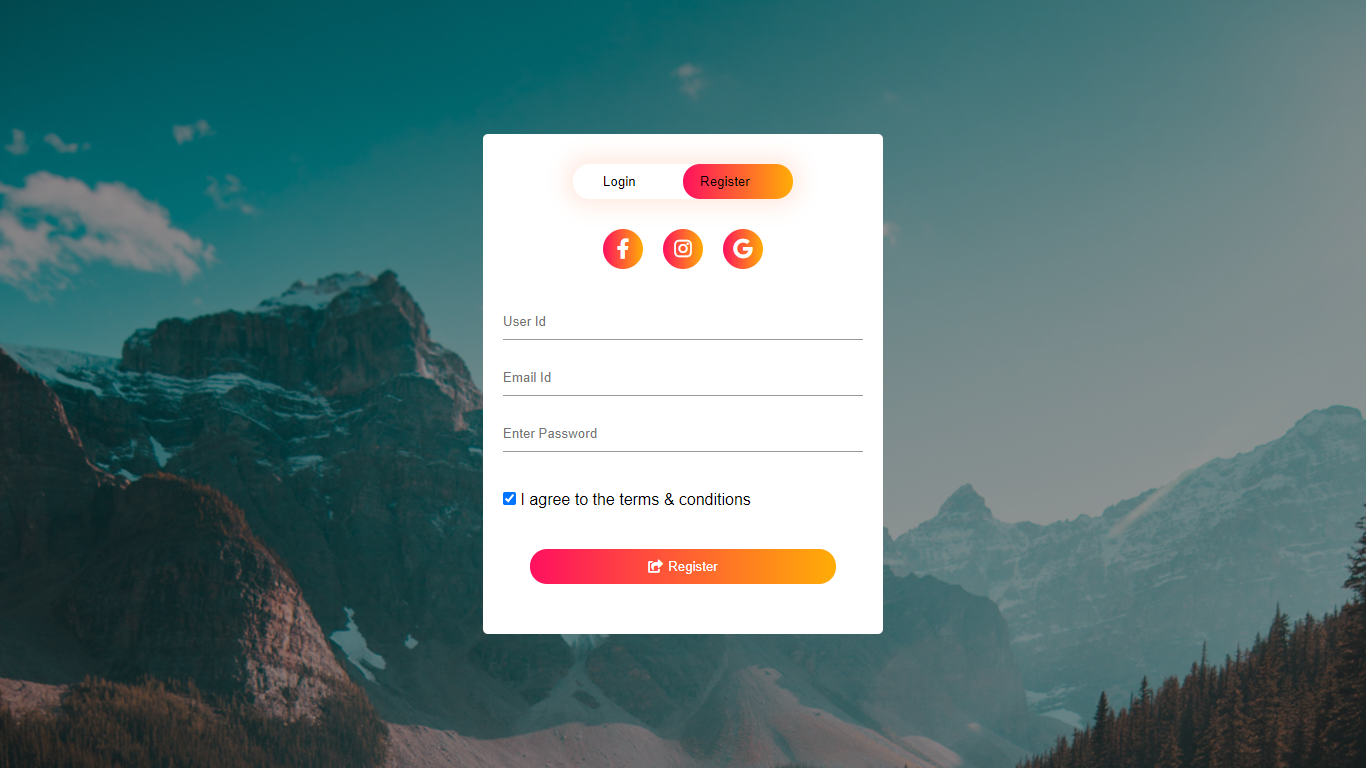 Login
Register
User Id
Email Id
Enter Password
I agree to the terms & conditions
Register